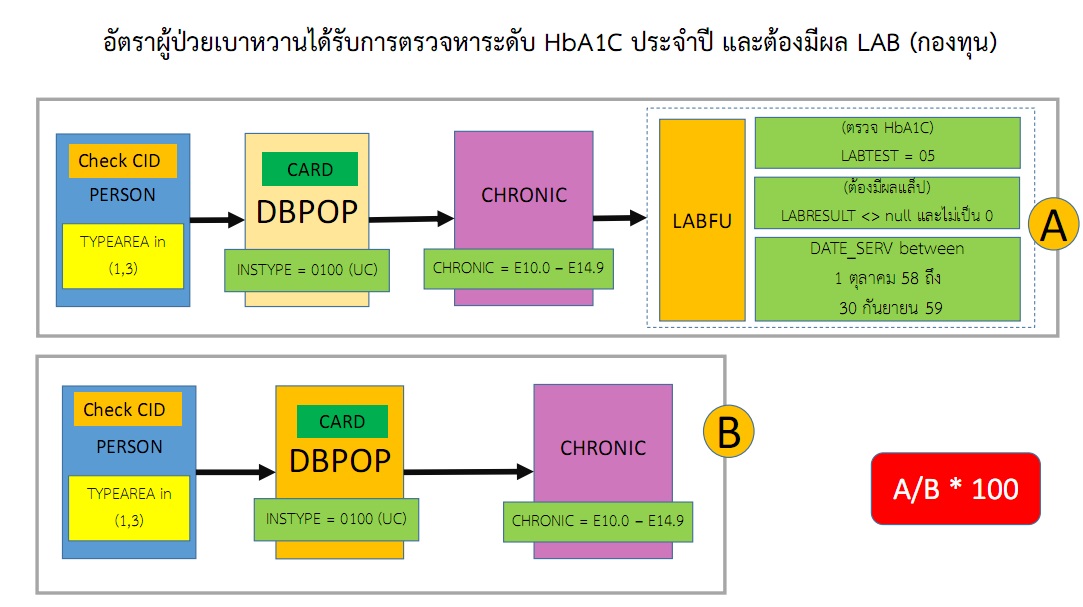 อัตราผู้ป่วยเบาหวานได้รับการตรวจหาระดับ HbA1C ประจำปี และต้องมีผล LAB (กองทุน)
Check CID
PERSON
TYPEAREA in
(1,3)
CARD
DBPOP
INSTYPE = 0100 (UC)
CHRONIC
CHRONIC = E10.0 – E14.9
LABFU
(ตรวจ HbA1C)
LABTEST = 05
(ต้องมีผลแล็ป)
LABRESULT <> null และไม่เป็น 0
DATE_SERV between
1 ตุลาคม 58 ถึง
30 กันยายน 59
A
Check CID
PERSON
TYPEAREA in
(1,3)
CARD
DBPOP
INSTYPE = 0100 (UC)
CHRONIC
CHRONIC = E10.0 – E14.9
B
A/B * 100